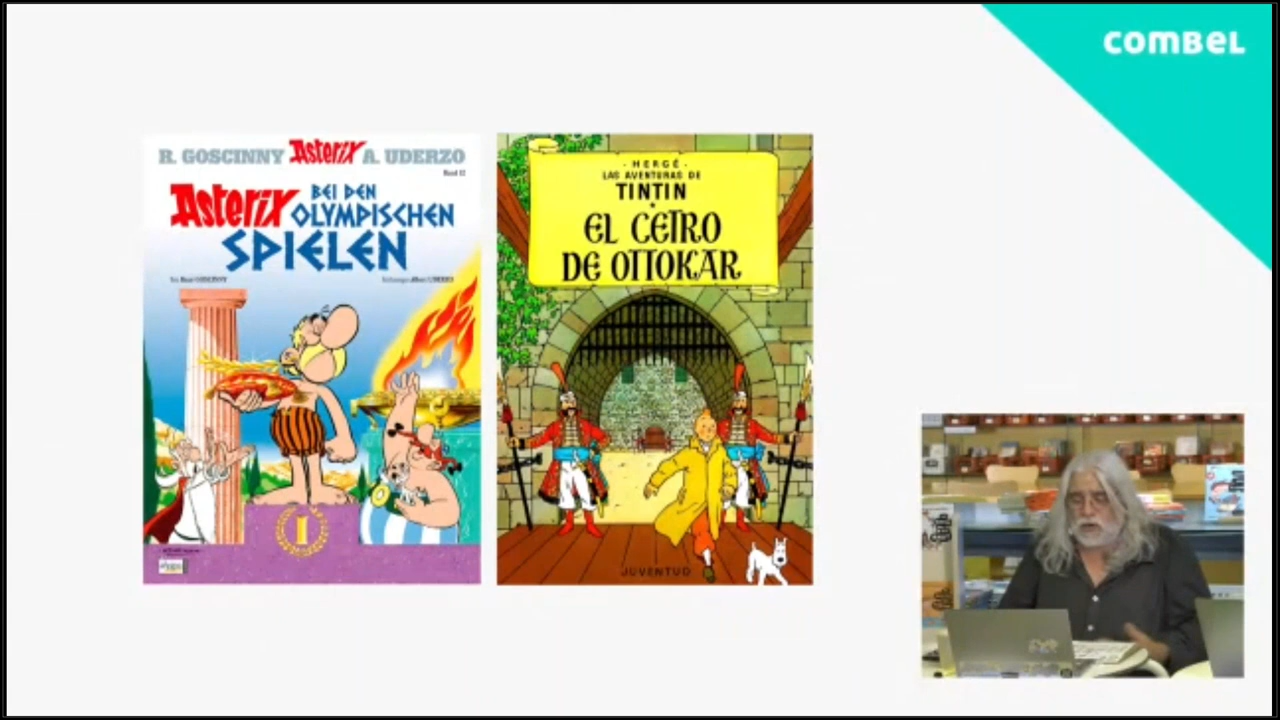 COMBEL
R. GOSCINNY Asterix A. UDERZO
Asterix BEI DEN
OLYMPISCHEN
SPIELEN
I
· HERGÉ ·
LAS AVENTURAS DE
TINTIN
EL CETRO
DE OTTOKAR
JUVENTUD